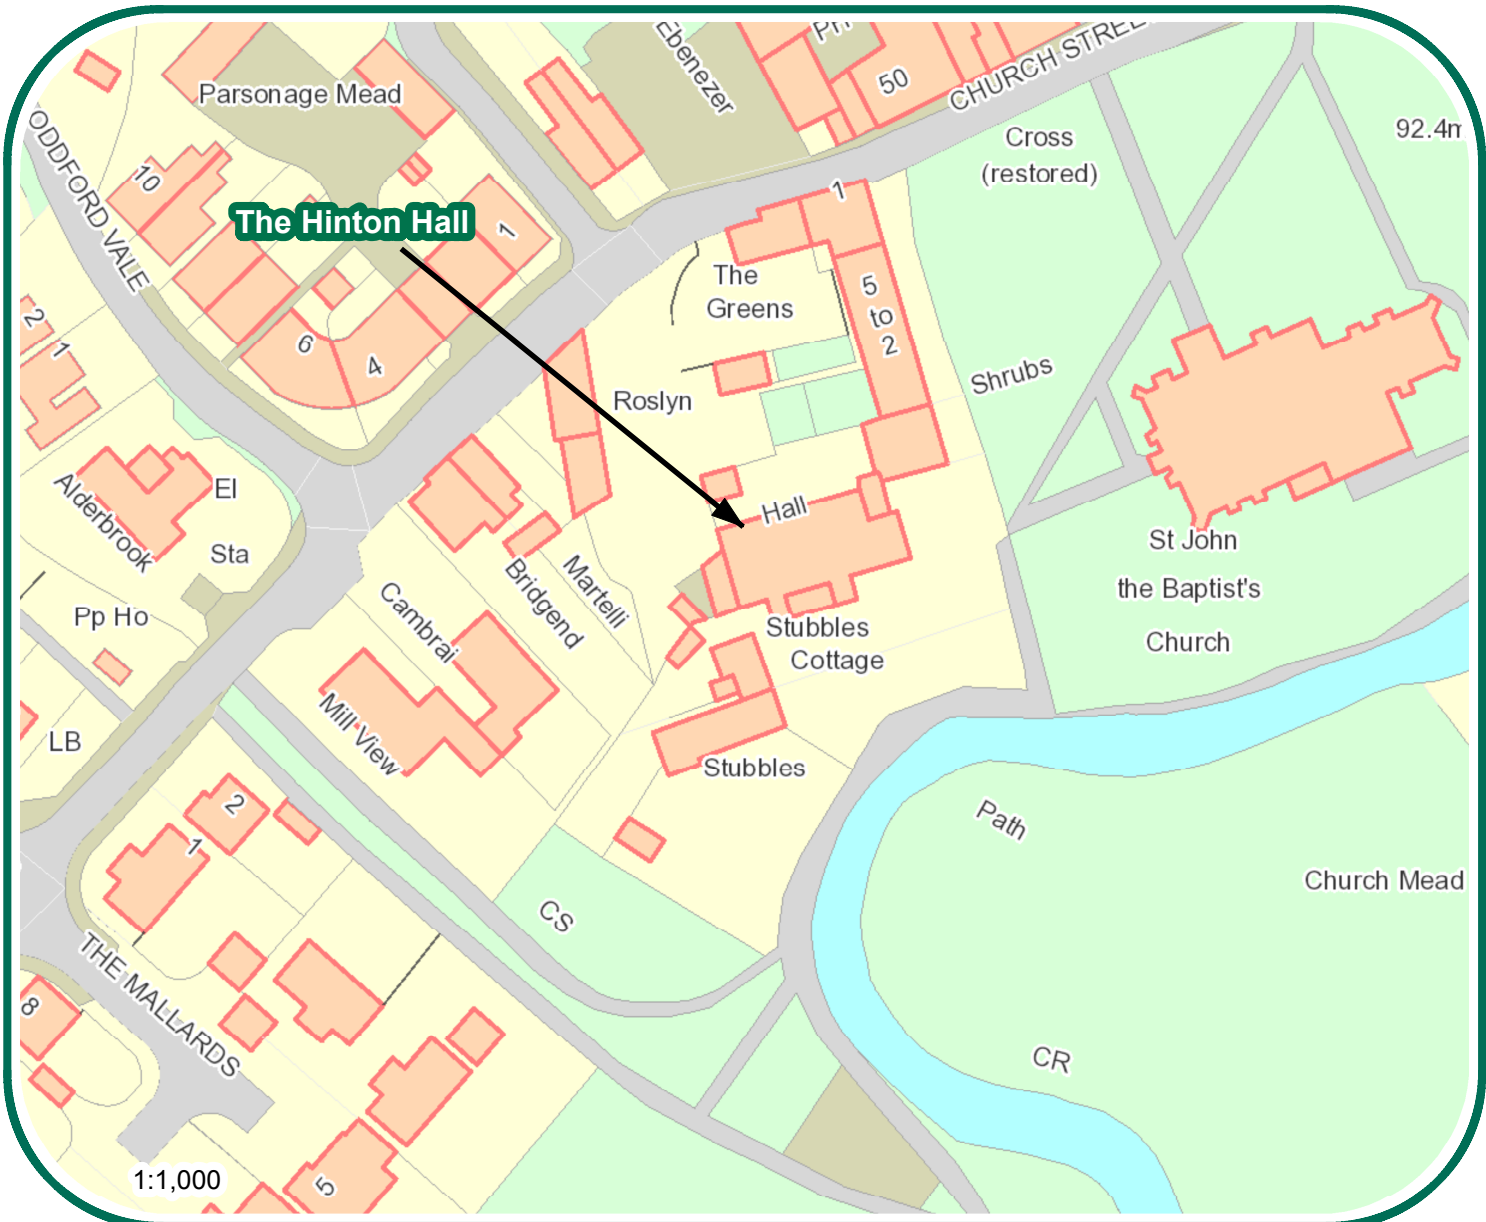 Ebenezer
PH
50
CHURCH STREE
Parsonage Mead
ODDFORD VALE
10
The Hinton Hall
1
1
Cross
(restored)
92.4m
The
Greens
5
to
2
2
1
6
4
Roslyn
Shrubs
Alderbrook
El
Sta
Hall
St John
the Baptist's
Church
Pp Ho
Cambrai
Bridgend
Martelli
Stubbles
Cottage
Mill View
LB
Stubbles
2
1
Path
Church Mead
CS
THE MALLARDS
8
CR
1:1,000
5